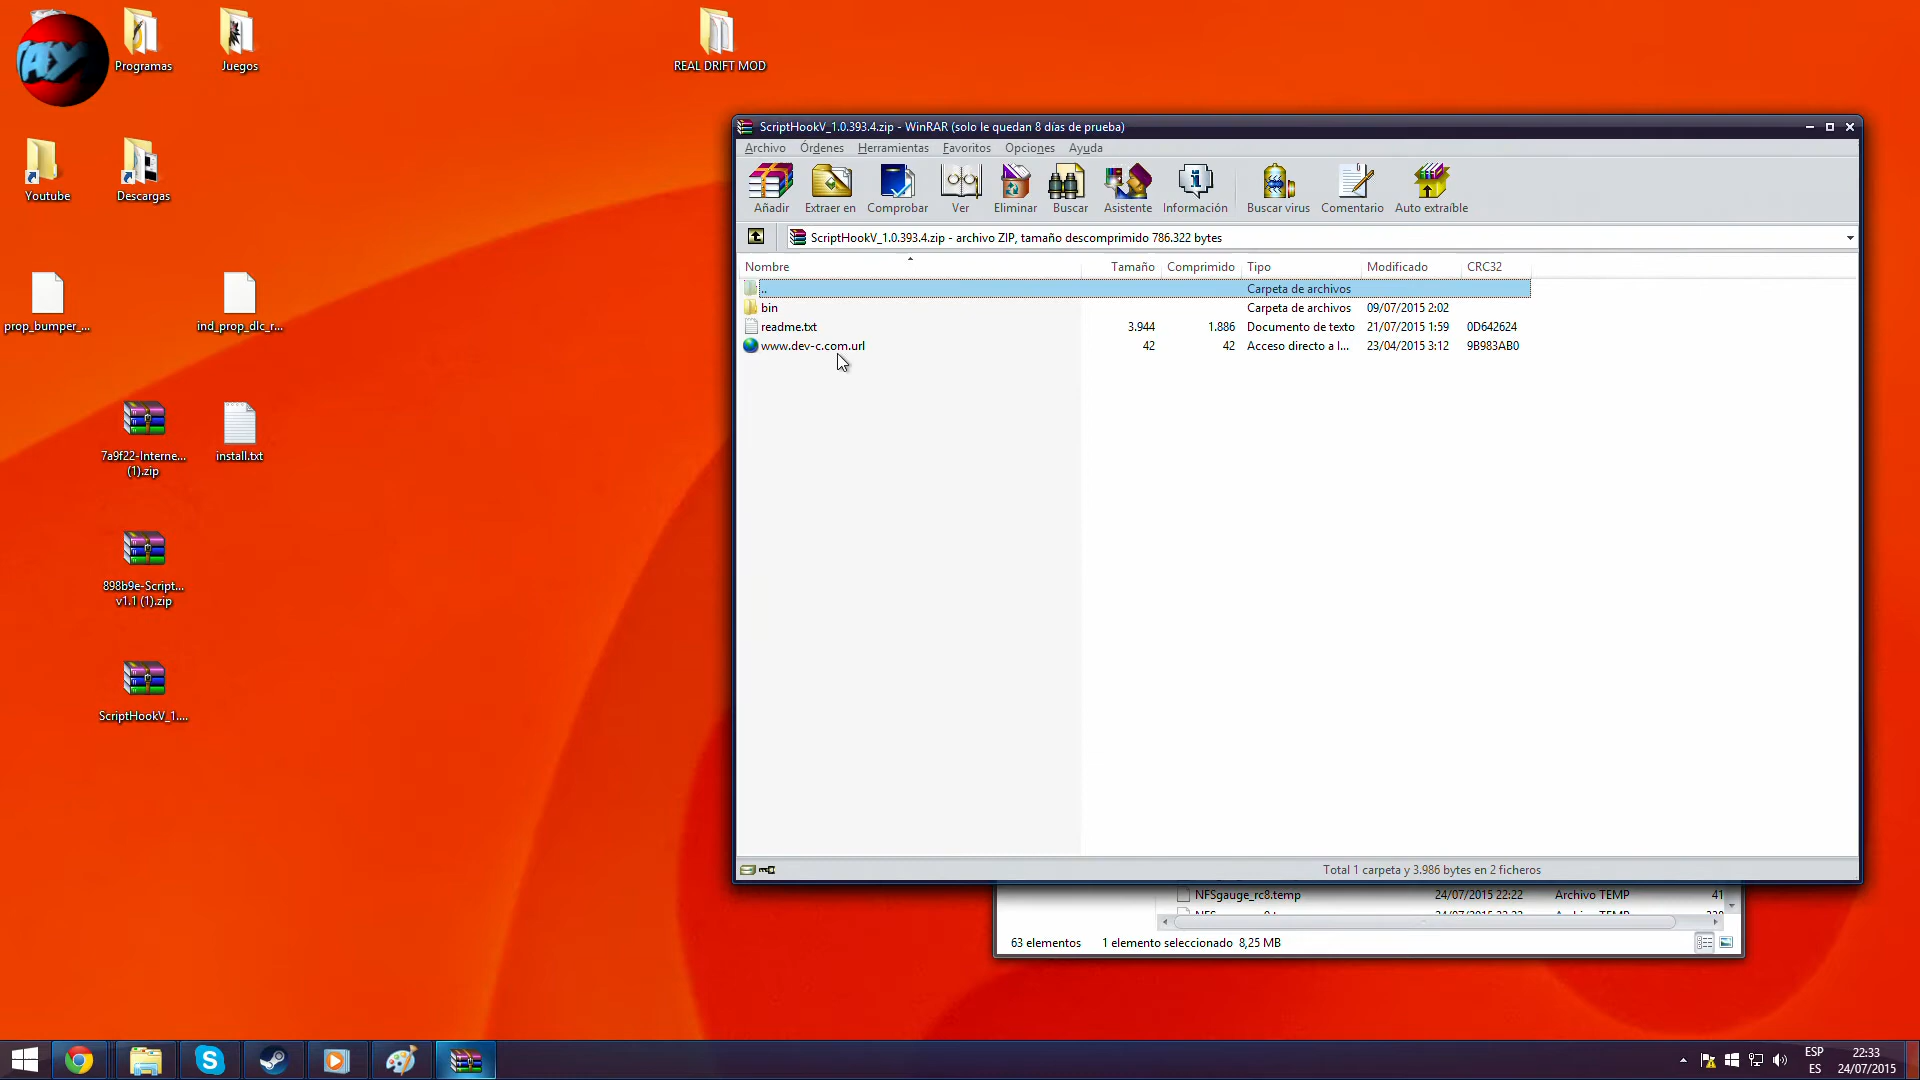 Programas
Juegos
REAL DRIFT MOD
Youtube
Descargas
prop_bumper_...
ind_prop_dlc_r...
7a9f22-Interne...
(1).zip
install.txt
898b9e-Script...
v1.1 (1).zip
ScriptHookV_1....
ScriptHookV_1.0.393.4.zip - WinRAR (solo le quedan 8 días de prueba)
Archivo Órdenes Herramientas Favoritos Opciones Ayuda
Añadir Extraer en Comprobar Ver Eliminar Buscar Asistente Información Buscar virus Comentario Auto extraíble
ScriptHookV_1.0.393.4.zip - archivo ZIP, tamaño descomprimido 786.322 bytes
Nombre Tamaño Comprimido Tipo Modificado CRC32
.. Carpeta de archivos
bin Carpeta de archivos 09/07/2015 2:02
readme.txt 3.944 1.886 Documento de texto 21/07/2015 1:59 0D642624
www.dev-c.com.url 42 42 Acceso directo a l... 23/04/2015 3:12 9B983AB0
Total 1 carpeta y 3.986 bytes en 2 ficheros
NFSgauge_rc8.temp 24/07/2015 22:22 Archivo TEMP 41
63 elementos 1 elemento seleccionado 8,25 MB
ESP
ES
22:33
24/07/2015